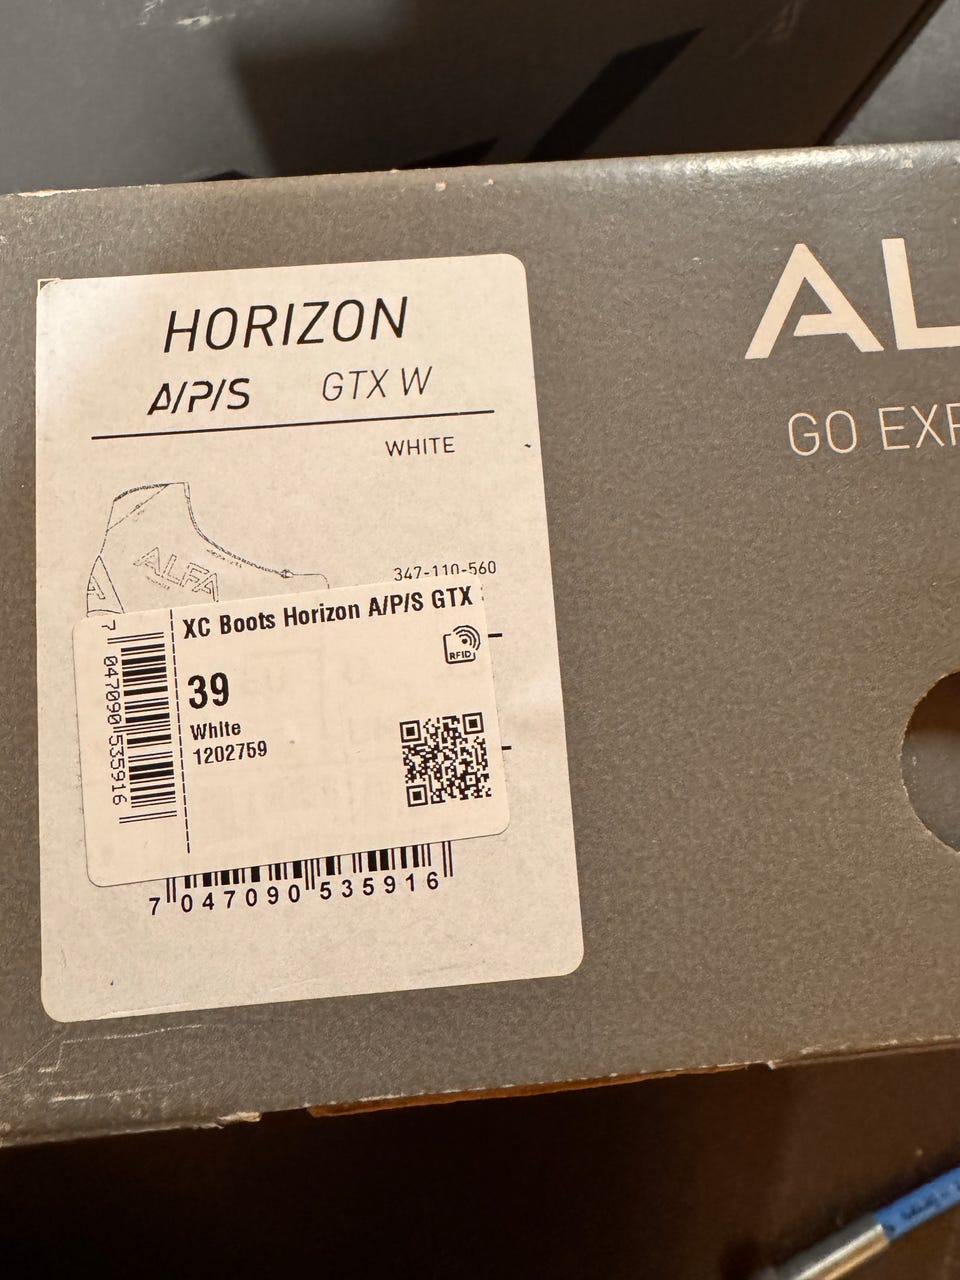 HORIZON
A/P/S GTX W
WHITE
ALFA
347-110-560
XC Boots Horizon A/P/S GTX
RFID
39
White
1202759
7 047090 535916
7 047090 535916
AL
GO EXP